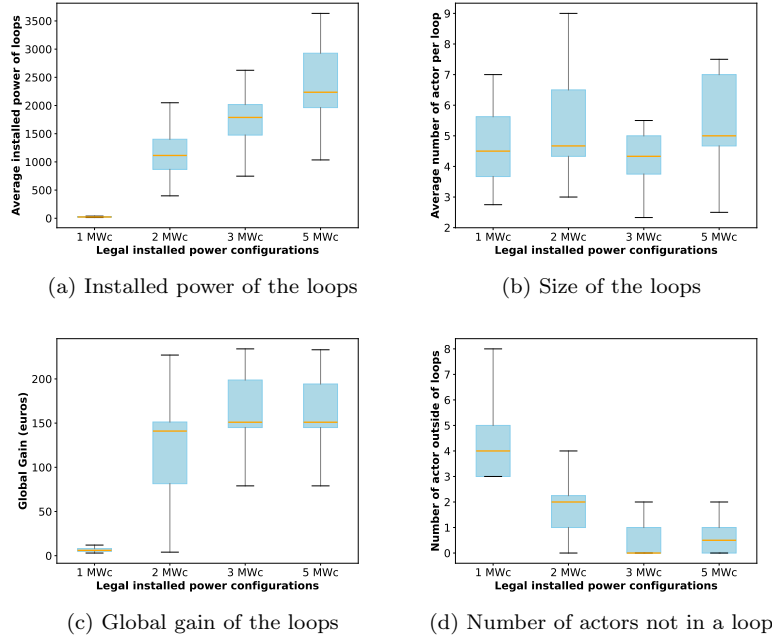 3500
3000
2500
2000
1500
1000
500
0
Average installed power of loops
1 MWc 2 MWc 3 MWc 5 MWc
Legal installed power configurations
(a) Installed power of the loops
9
8
7
6
5
4
3
2
Average number of actor per loop
1 MWc 2 MWc 3 MWc 5 MWc
Legal installed power configurations
(b) Size of the loops
200
150
100
50
0
Global Gain (euros)
1 MWc 2 MWc 3 MWc 5 MWc
Legal installed power configurations
(c) Global gain of the loops
8
7
6
5
4
3
2
1
0
Number of actor outside of loops
1 MWc 2 MWc 3 MWc 5 MWc
Legal installed power configurations
(d) Number of actors not in a loop